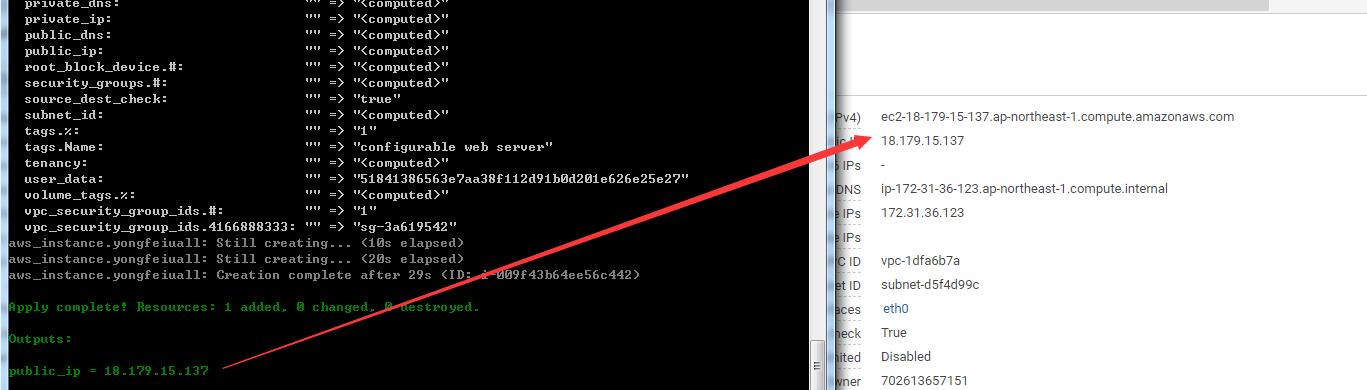 private_dns: "" => "<computed>"
private_ip: "" => "<computed>"
public_dns: "" => "<computed>"
public_ip: "" => "<computed>"
root_block_device.#: "" => "<computed>"
security_groups.#: "" => "<computed>"
source_dest_check: "" => "true"
subnet_id: "" => "<computed>"
tags.%: "" => "1"
tags.Name: "" => "configurable web server"
tenancy: "" => "<computed>"
user_data: "" => "51841386563e7aa38f112d91b0d201e626e25e27"
volume_tags.%: "" => "<computed>"
vpc_security_group_ids.#: "" => "1"
vpc_security_group_ids.4166888333: "" => "sg-3a619542"
aws_instance.yongfeiuall: Still creating... (10s elapsed)
aws_instance.yongfeiuall: Still creating... (20s elapsed)
aws_instance.yongfeiuall: Creation complete after 29s (ID: i-009f43b64ee56c442)
Apply complete! Resources: 1 added, 0 changed, 0 destroyed.
Outputs:
public_ip = 18.179.15.137
Pv4) ec2-18-179-15-137.ap-northeast-1.compute.amazonaws.com
18.179.15.137
IPs -
DNS ip-172-31-36-123.ap-northeast-1.compute.internal
e IPs 172.31.36.123
e IPs
C ID vpc-1dfa6b7a
et ID subnet-d5f4d99c
aces eth0
heck True
nited Disabled
wner 702613657151